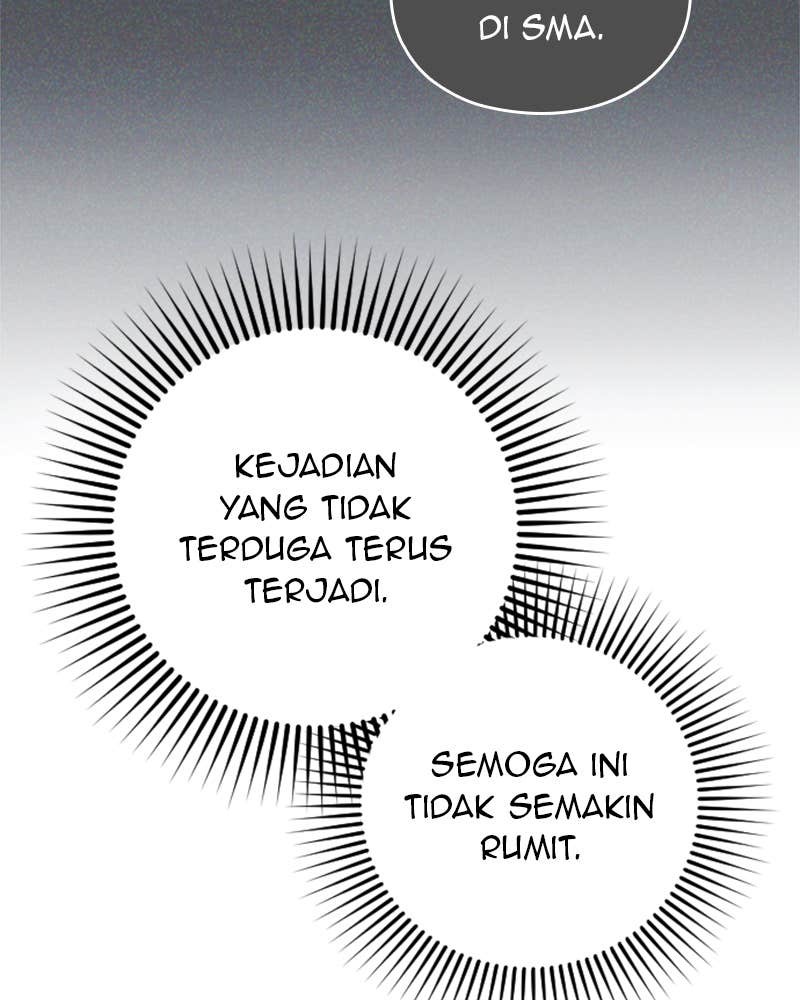 DI SMA.
KEJADIAN
YANG TIDAK
TERDUGA TERUS
TERJADI.
SEMOGA INI
TIDAK SEMAKIN
RUMIT.